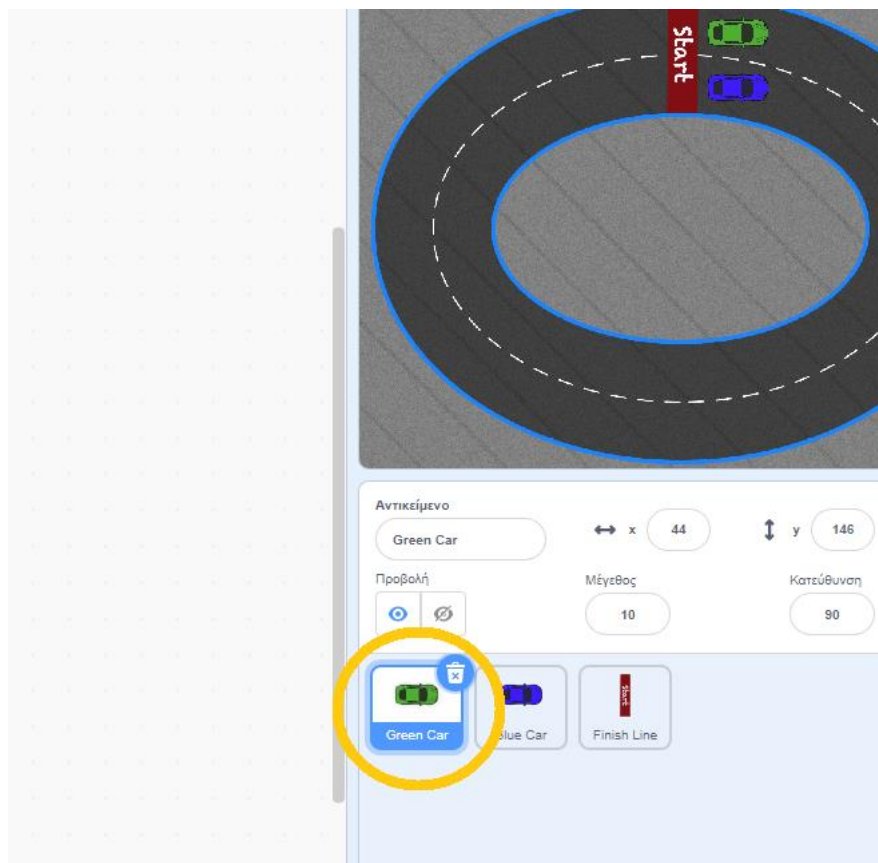 Start
Αντικείμενο
Green Car
x 44
y 146
Προβολή
Μέγεθος
Κατεύθυνση
10
90
Green Car
lue Car
Finish Line
Start